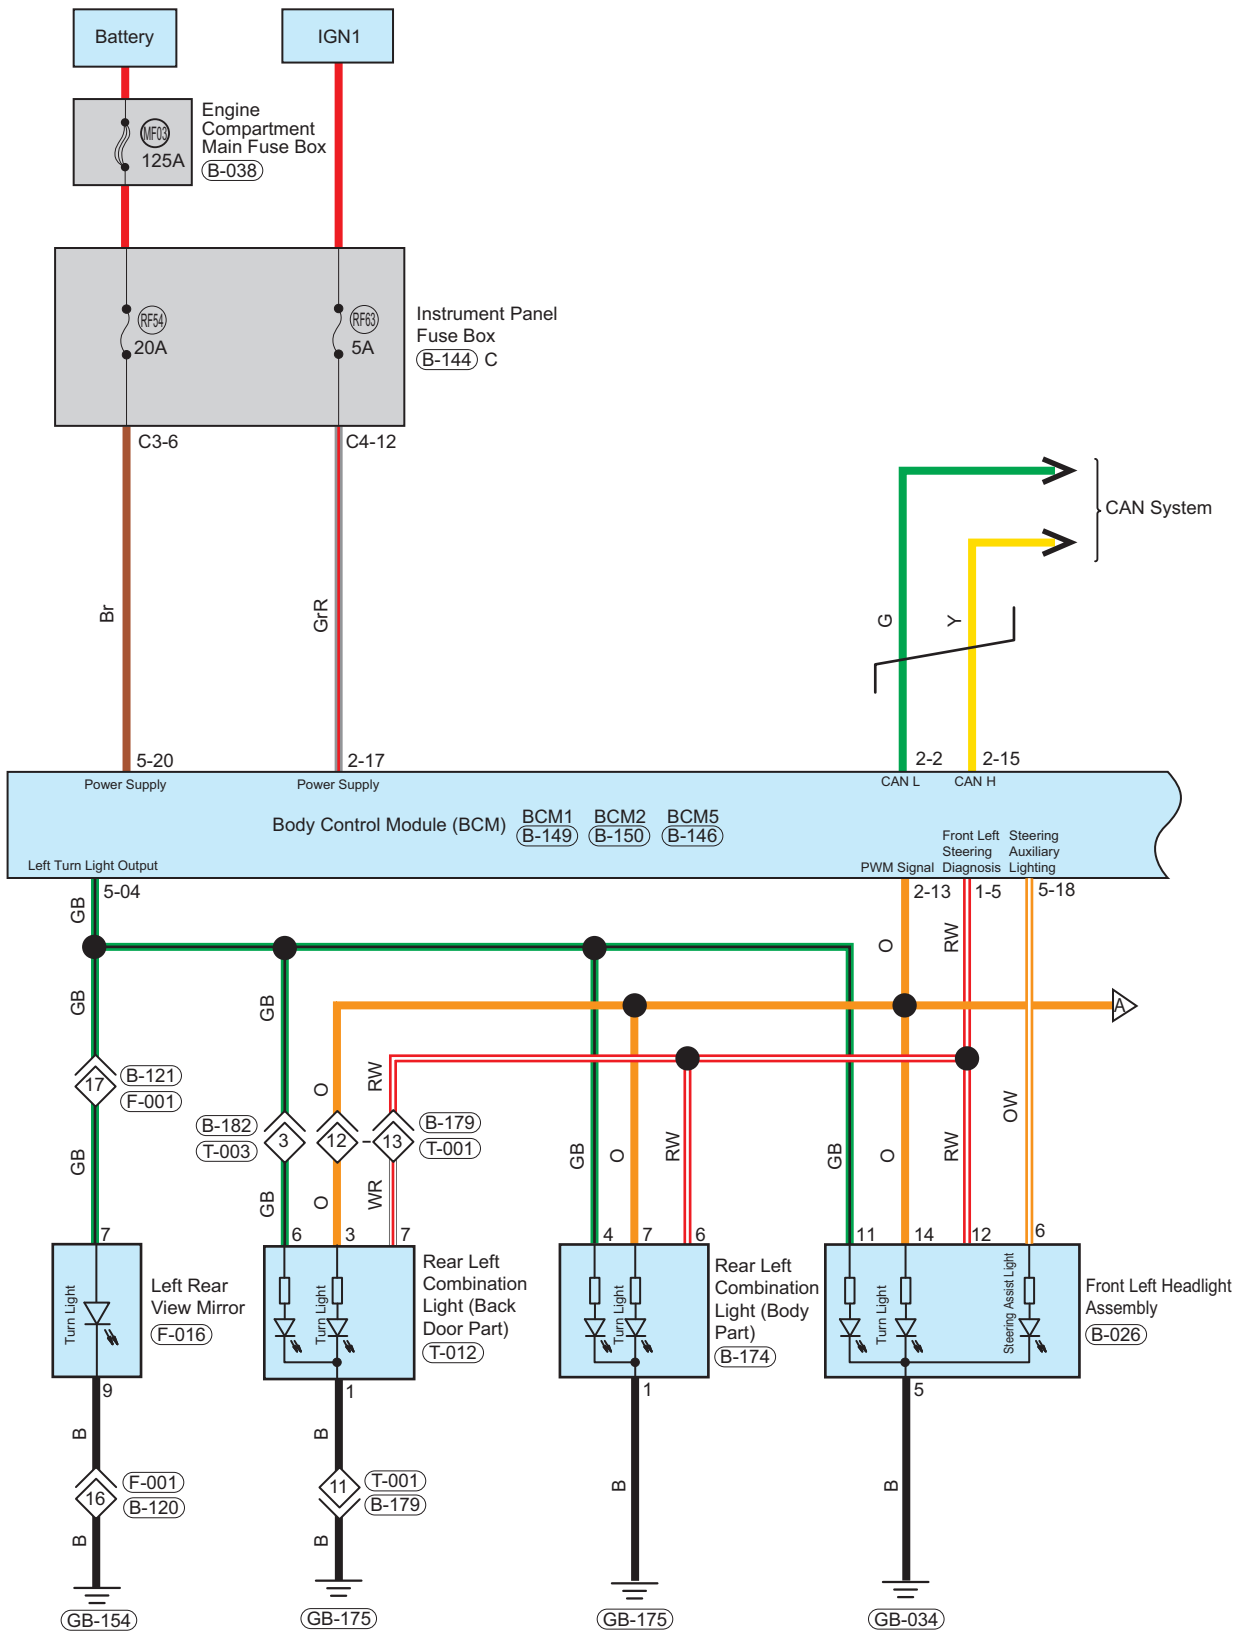 Battery
IGN1
Engine
Compartment
Main Fuse Box
B-038
MF03
125A
RF54
20A
RF63
5A
Instrument Panel
Fuse Box
B-144 C
C3-6
C4-12
CAN System
Br
GrR
G
Y
5-20
2-17
2-2
2-15
Power Supply
Power Supply
CAN L
CAN H
Body Control Module (BCM)
BCM1
B-149
BCM2
B-150
BCM5
B-146
Left Turn Light Output
PWM Signal
Front Left
Steering
Diagnosis
Steering
Auxiliary
Lighting
5-04
2-13
1-5
5-18
GB
O
RW
GB
GB
A
O
RW
OW
17
B-121
F-001
B-182
T-003
3
12
13
B-179
T-001
GB
GB
O
WR
GB
O
RW
GB
O
RW
7
6
3
7
4
7
6
11
14
12
6
Turn Light
Left Rear
View Mirror
F-016
Turn Light
Rear Left
Combination
Light (Back
Door Part)
T-012
Turn Light
Rear Left
Combination
Light (Body
Part)
B-174
Turn Light
Steering Assist Light
Front Left Headlight
Assembly
B-026
9
1
1
5
B
B
B
B
16
F-001
B-120
11
T-001
B-179
B
B
GB-154
GB-175
GB-175
GB-034